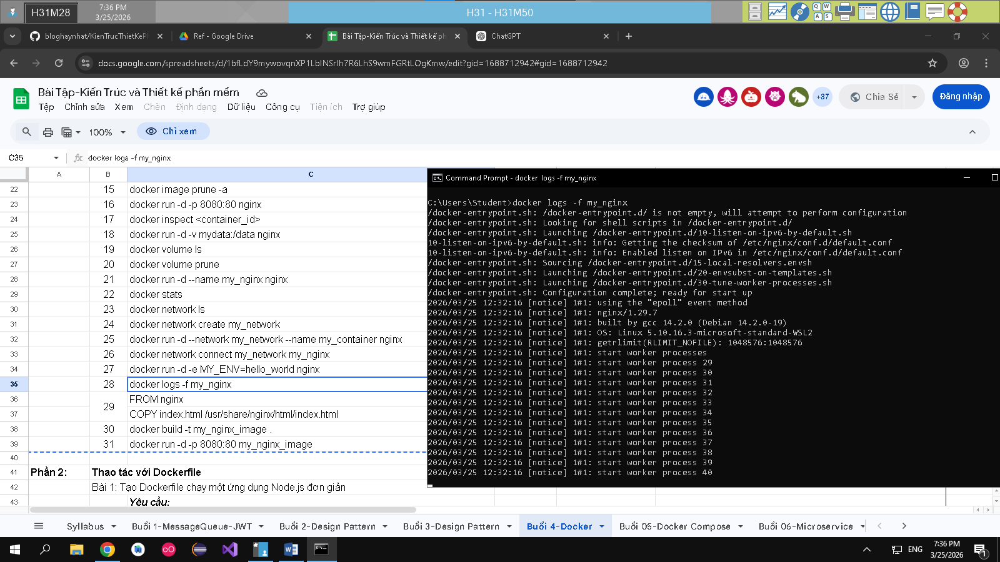 H31M28
7:36 PM
3/25/2026
H31 - H31M50
bloghaynhat/KienTrucThietKePh
Ref - Google Drive
Bài Tập-Kiến Trúc và Thiết kế ph
ChatGPT
docs.google.com/spreadsheets/d/1bfLdY9mywovqnXP1LbINSrIh7R6LhS9wmFGRtLOgKmw/edit?gid=1688712942#gid=1688712942
Bài Tập-Kiến Trúc và Thiết kế phần mềm
Tệp Chỉnh sửa Xem Chèn Định dạng Dữ liệu Công cụ Tiện ích Trợ giúp
+37
Chia Sẻ
Đăng nhập
100%
Chỉ xem
C35
docker logs -f my_nginx
A B C
22 15 docker image prune -a
23 16 docker run -d -p 8080:80 nginx
24 17 docker inspect <container_id>
25 18 docker run -d -v mydata:/data nginx
26 19 docker volume ls
27 20 docker volume prune
28 21 docker run -d --name my_nginx nginx
29 22 docker stats
30 23 docker network ls
31 24 docker network create my_network
32 25 docker run -d --network my_network --name my_container nginx
33 26 docker network connect my_network my_nginx
34 27 docker run -d -e MY_ENV=hello_world nginx
35 28 docker logs -f my_nginx
36 FROM nginx
29
37 COPY index.html /usr/share/nginx/html/index.html
38 30 docker build -t my_nginx_image .
39 31 docker run -d -p 8080:80 my_nginx_image
40
41 Phần 2: Thao tác với Dockerfile
42 Bài 1: Tạo Dockerfile chạy một ứng dụng Node.js đơn giản
43 Yêu cầu:
Command Prompt - docker logs -f my_nginx
C:\Users\Student>docker logs -f my_nginx
/docker-entrypoint.sh: /docker-entrypoint.d/ is not empty, will attempt to perform configuration
/docker-entrypoint.sh: Looking for shell scripts in /docker-entrypoint.d/
/docker-entrypoint.sh: Launching /docker-entrypoint.d/10-listen-on-ipv6-by-default.sh
10-listen-on-ipv6-by-default.sh: info: Getting the checksum of /etc/nginx/conf.d/default.conf
10-listen-on-ipv6-by-default.sh: info: Enabled listen on IPv6 in /etc/nginx/conf.d/default.conf
/docker-entrypoint.sh: Sourcing /docker-entrypoint.d/15-local-resolvers.envsh
/docker-entrypoint.sh: Launching /docker-entrypoint.d/20-envsubst-on-templates.sh
/docker-entrypoint.sh: Launching /docker-entrypoint.d/30-tune-worker-processes.sh
/docker-entrypoint.sh: Configuration complete; ready for start up
2026/03/25 12:32:16 [notice] 1#1: using the "epoll" event method
2026/03/25 12:32:16 [notice] 1#1: nginx/1.29.7
2026/03/25 12:32:16 [notice] 1#1: built by gcc 14.2.0 (Debian 14.2.0-19)
2026/03/25 12:32:16 [notice] 1#1: OS: Linux 5.10.16.3-microsoft-standard-WSL2
2026/03/25 12:32:16 [notice] 1#1: getrlimit(RLIMIT_NOFILE): 1048576:1048576
2026/03/25 12:32:16 [notice] 1#1: start worker processes
2026/03/25 12:32:16 [notice] 1#1: start worker process 29
2026/03/25 12:32:16 [notice] 1#1: start worker process 30
2026/03/25 12:32:16 [notice] 1#1: start worker process 31
2026/03/25 12:32:16 [notice] 1#1: start worker process 32
2026/03/25 12:32:16 [notice] 1#1: start worker process 33
2026/03/25 12:32:16 [notice] 1#1: start worker process 34
2026/03/25 12:32:16 [notice] 1#1: start worker process 35
2026/03/25 12:32:16 [notice] 1#1: start worker process 36
2026/03/25 12:32:16 [notice] 1#1: start worker process 37
2026/03/25 12:32:16 [notice] 1#1: start worker process 38
2026/03/25 12:32:16 [notice] 1#1: start worker process 39
2026/03/25 12:32:16 [notice] 1#1: start worker process 40
Syllabus Buổi 1-MessageQueue-JWT Buổi 2-Design Pattern Buổi 3-Design Pattern Buổi 4-Docker Buổi 05-Docker Compose Buổi 06-Microservice
ENG
7:36 PM
3/25/2026
1